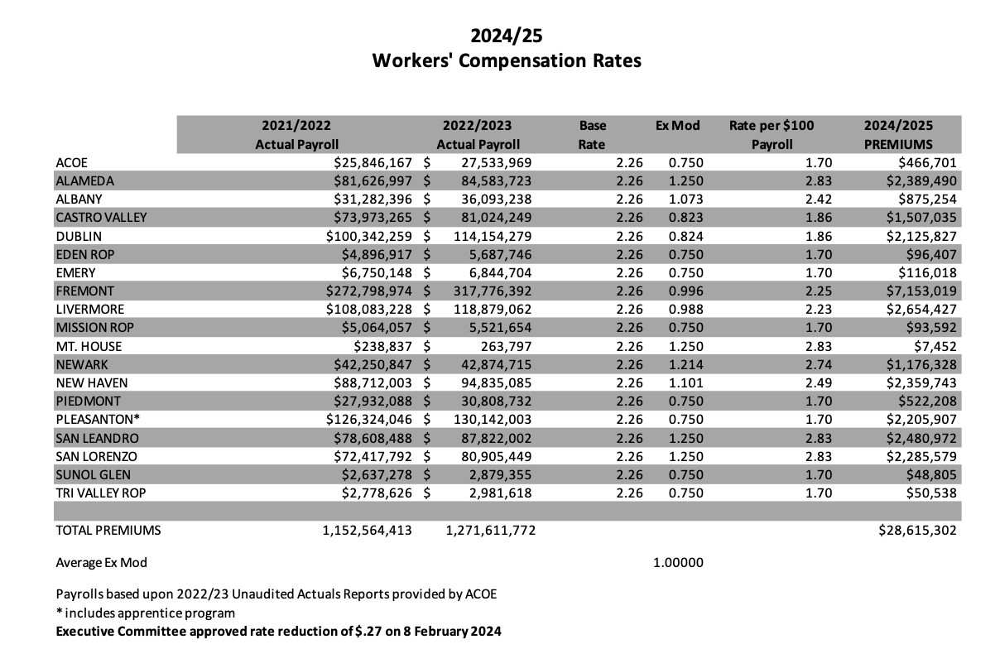 2024/25
Workers' Compensation Rates
2021/2022 2022/2023 Base Ex Mod Rate per $100 2024/2025
Actual Payroll Actual Payroll Rate Payroll PREMIUMS
ACOE $25,846,167 $ 27,533,969 2.26 0.750 1.70 $466,701
ALAMEDA $81,626,997 $ 84,583,723 2.26 1.250 2.83 $2,389,490
ALBANY $31,282,396 $ 36,093,238 2.26 1.073 2.42 $875,254
CASTRO VALLEY $73,973,265 $ 81,024,249 2.26 0.823 1.86 $1,507,035
DUBLIN $100,342,259 $ 114,154,279 2.26 0.824 1.86 $2,125,827
EDEN ROP $4,896,917 $ 5,687,746 2.26 0.750 1.70 $96,407
EMERY $6,750,148 $ 6,844,704 2.26 0.750 1.70 $116,018
FREMONT $272,798,974 $ 317,776,392 2.26 0.996 2.25 $7,153,019
LIVERMORE $108,083,228 $ 118,879,062 2.26 0.988 2.23 $2,654,427
MISSION ROP $5,064,057 $ 5,521,654 2.26 0.750 1.70 $93,592
MT. HOUSE $238,837 $ 263,797 2.26 1.250 2.83 $7,452
NEWARK $42,250,847 $ 42,874,715 2.26 1.214 2.74 $1,176,328
NEW HAVEN $88,712,003 $ 94,835,085 2.26 1.101 2.49 $2,359,743
PIEDMONT $27,932,088 $ 30,808,732 2.26 0.750 1.70 $522,208
PLEASANTON* $126,324,046 $ 130,142,003 2.26 0.750 1.70 $2,205,907
SAN LEANDRO $78,608,488 $ 87,822,002 2.26 1.250 2.83 $2,480,972
SAN LORENZO $72,417,792 $ 80,905,449 2.26 1.250 2.83 $2,285,579
SUNOL GLEN $2,637,278 $ 2,879,355 2.26 0.750 1.70 $48,805
TRI VALLEY ROP $2,778,626 $ 2,981,618 2.26 0.750 1.70 $50,538
TOTAL PREMIUMS 1,152,564,413 1,271,611,772 $28,615,302
Average Ex Mod 1.00000
Payrolls based upon 2022/23 Unaudited Actuals Reports provided by ACOE
* includes apprentice program
Executive Committee approved rate reduction of $.27 on 8 February 2024